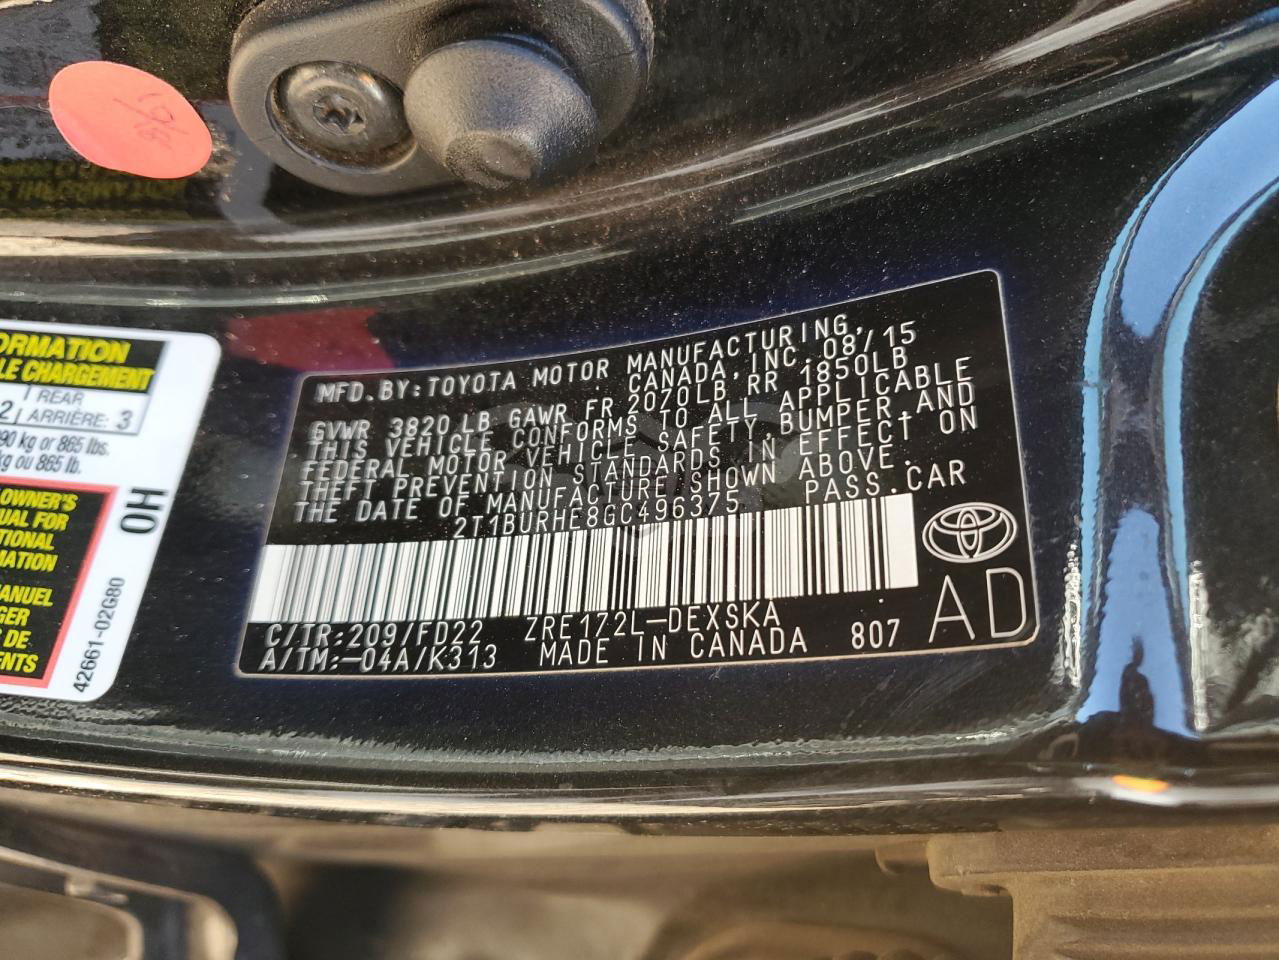 ORMATION
LE CHARGEMENT
REAR
2 ARRIÈRE: 3
390 kg or 865 lbs.
kg ou 865 lb.
OWNER'S
UAL FOR
TIONAL
MATION
MANUEL
GER
DE
MENTS
OH
42661-02G80
MFD. BY: TOYOTA MOTOR MANUFACTURING,
CANADA, INC. 08/15
GVWR 3820 LB GAWR FR 2070LB RR 1850LB
THIS VEHICLE CONFORMS TO ALL APPLICABLE
FEDERAL MOTOR VEHICLE SAFETY, BUMPER, AND
THEFT PREVENTION STANDARDS IN EFFECT ON
THE DATE OF MANUFACTURE SHOWN ABOVE.
2T1BURHE8GC496375 PASS.CAR
C/TR:209/FD22 ZRE172L-DEXSKA
A/TM:-04A/K313 MADE IN CANADA 807
AD